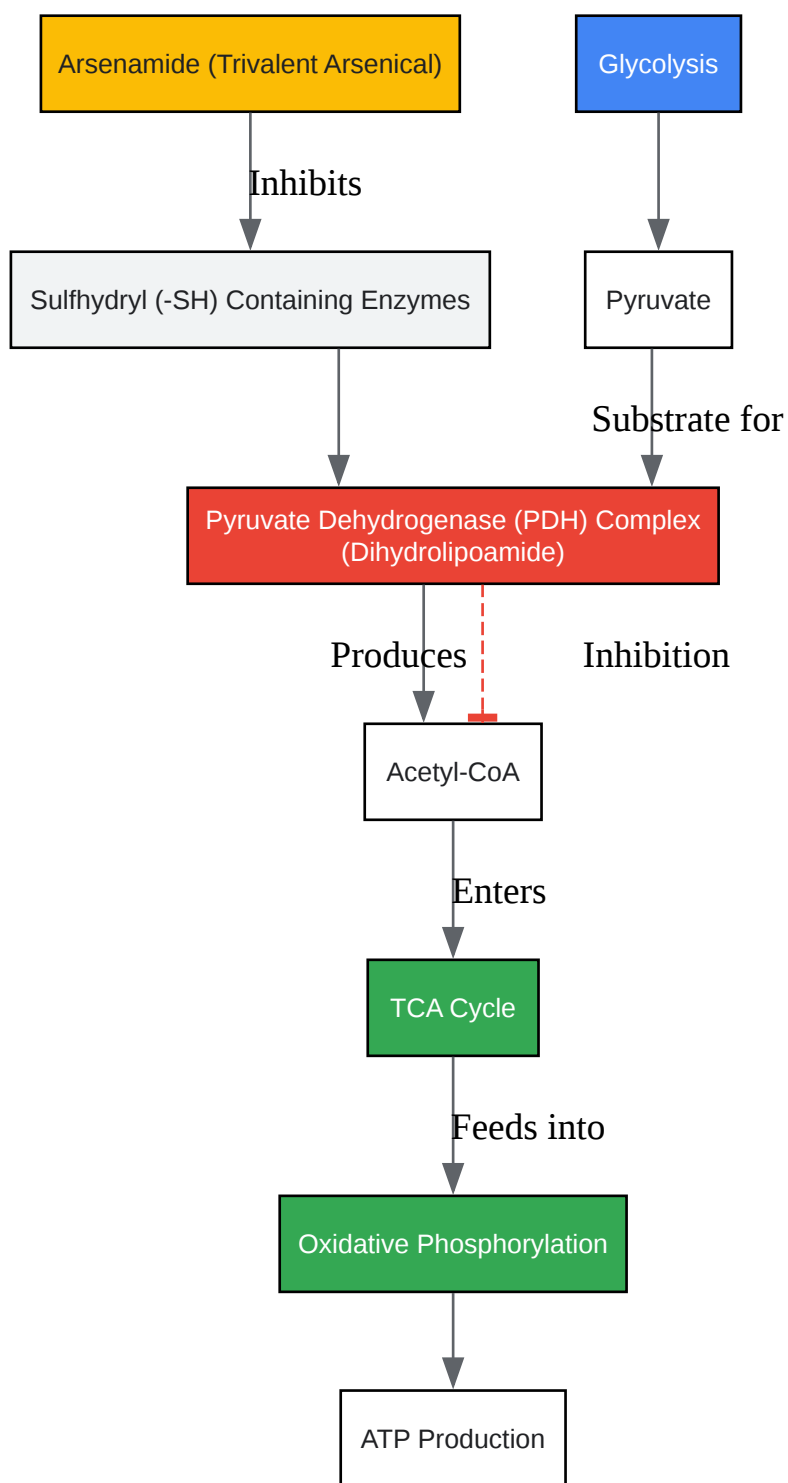 Arsenamide (Trivalent Arsenical)
Glycolysis
Inhibits
Sulfhydryl (-SH) Containing Enzymes
Pyruvate
Substrate for
Pyruvate Dehydrogenase (PDH) Complex
(Dihydrolipoamide)
Produces
Inhibition
Acetyl-CoA
Enters
TCA Cycle
Feeds into
Oxidative Phosphorylation
ATP Production